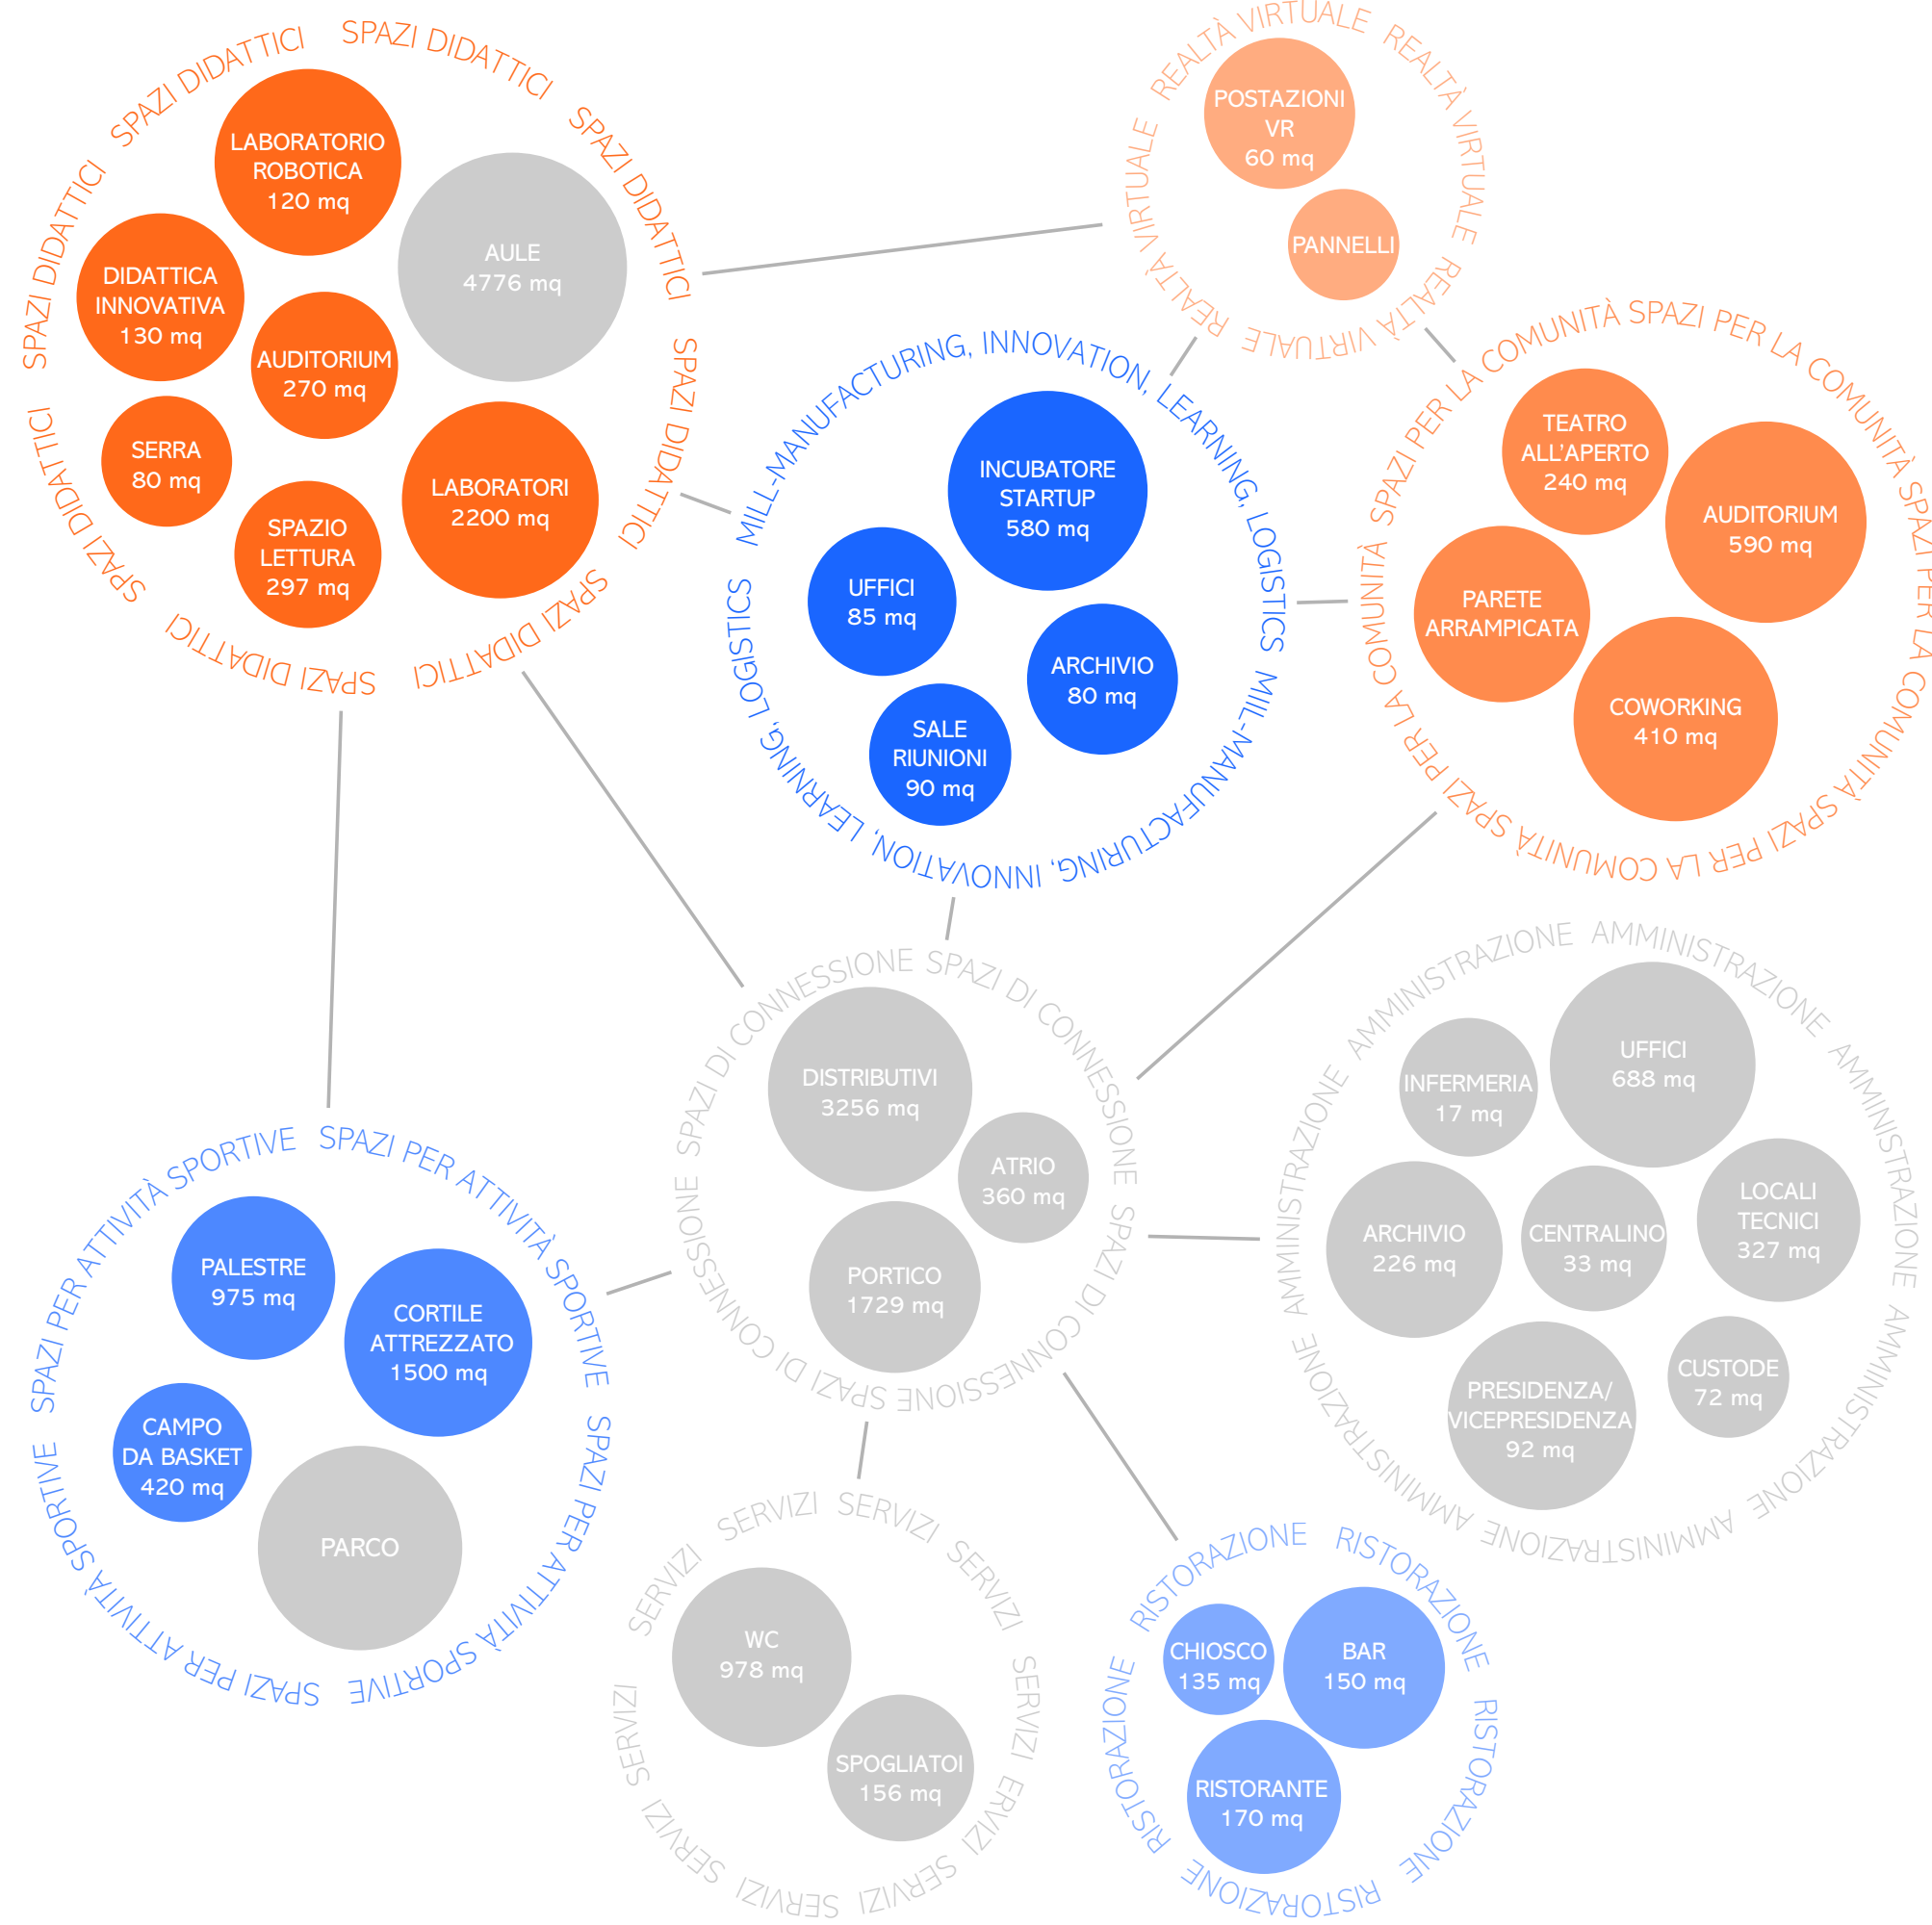 SPAZI DIDATTICI SPAZI DIDATTICI SPAZI DIDATTICI SPAZI DIDATTICI SPAZI DIDATTICI SPAZI DIDATTICI SPAZI DIDATTICI SPAZI DIDATTICI SPAZI DIDATTICI
LABORATORIO
ROBOTICA
120 mq
AULE
4776 mq
DIDATTICA
INNOVATIVA
130 mq
AUDITORIUM
270 mq
SERRA
80 mq
LABORATORI
2200 mq
SPAZIO
LETTURA
297 mq
REALTÀ VIRTUALE REALTÀ VIRTUALE REALTÀ VIRTUALE REALTÀ VIRTUALE
POSTAZIONI
VR
60 mq
PANNELLI
MILL-MANUFACTURING, INNOVATION, LEARNING, LOGISTICS MIIL-MANUFACTURING, INNOVATION, LEARNING, LOGISTICS
INCUBATORE
STARTUP
580 mq
UFFICI
85 mq
ARCHIVIO
80 mq
SALE
RIUNIONI
90 mq
SPAZI PER LA COMUNITÀ SPAZI PER LA COMUNITÀ SPAZI PER LA COMUNITÀ SPAZI PER LA COMUNITÀ SPAZI PER LA COMUNITÀ
TEATRO
ALL'APERTO
240 mq
AUDITORIUM
590 mq
PARETE
ARRAMPICATA
COWORKING
410 mq
SPAZI DI CONNESSIONE SPAZI DI CONNESSIONE SPAZI DI CONNESSIONE SPAZI DI CONNESSIONE
DISTRIBUTIVI
3256 mq
ATRIO
360 mq
PORTICO
1729 mq
AMMINISTRAZIONE AMMINISTRAZIONE AMMINISTRAZIONE AMMINISTRAZIONE AMMINISTRAZIONE AMMINISTRAZIONE AMMINISTRAZIONE
UFFICI
688 mq
INFERMERIA
17 mq
LOCALI
TECNICI
327 mq
ARCHIVIO
226 mq
CENTRALINO
33 mq
CUSTODE
72 mq
PRESIDENZA/
VICEPRESIDENZA
92 mq
SPAZI PER ATTIVITÀ SPORTIVE SPAZI PER ATTIVITÀ SPORTIVE SPAZI PER ATTIVITÀ SPORTIVE SPAZI PER ATTIVITÀ SPORTIVE
PALESTRE
975 mq
CORTILE
ATTREZZATO
1500 mq
CAMPO
DA BASKET
420 mq
PARCO
SERVIZI SERVIZI SERVIZI SERVIZI SERVIZI ERVIZI SERVIZI SERVIZI SERVIZI SERVIZI
WC
978 mq
SPOGLIATOI
156 mq
RISTORAZIONE RISTORAZIONE RISTORAZIONE RISTORAZIONE RISTORAZIONE
CHIOSCO
135 mq
BAR
150 mq
RISTORANTE
170 mq